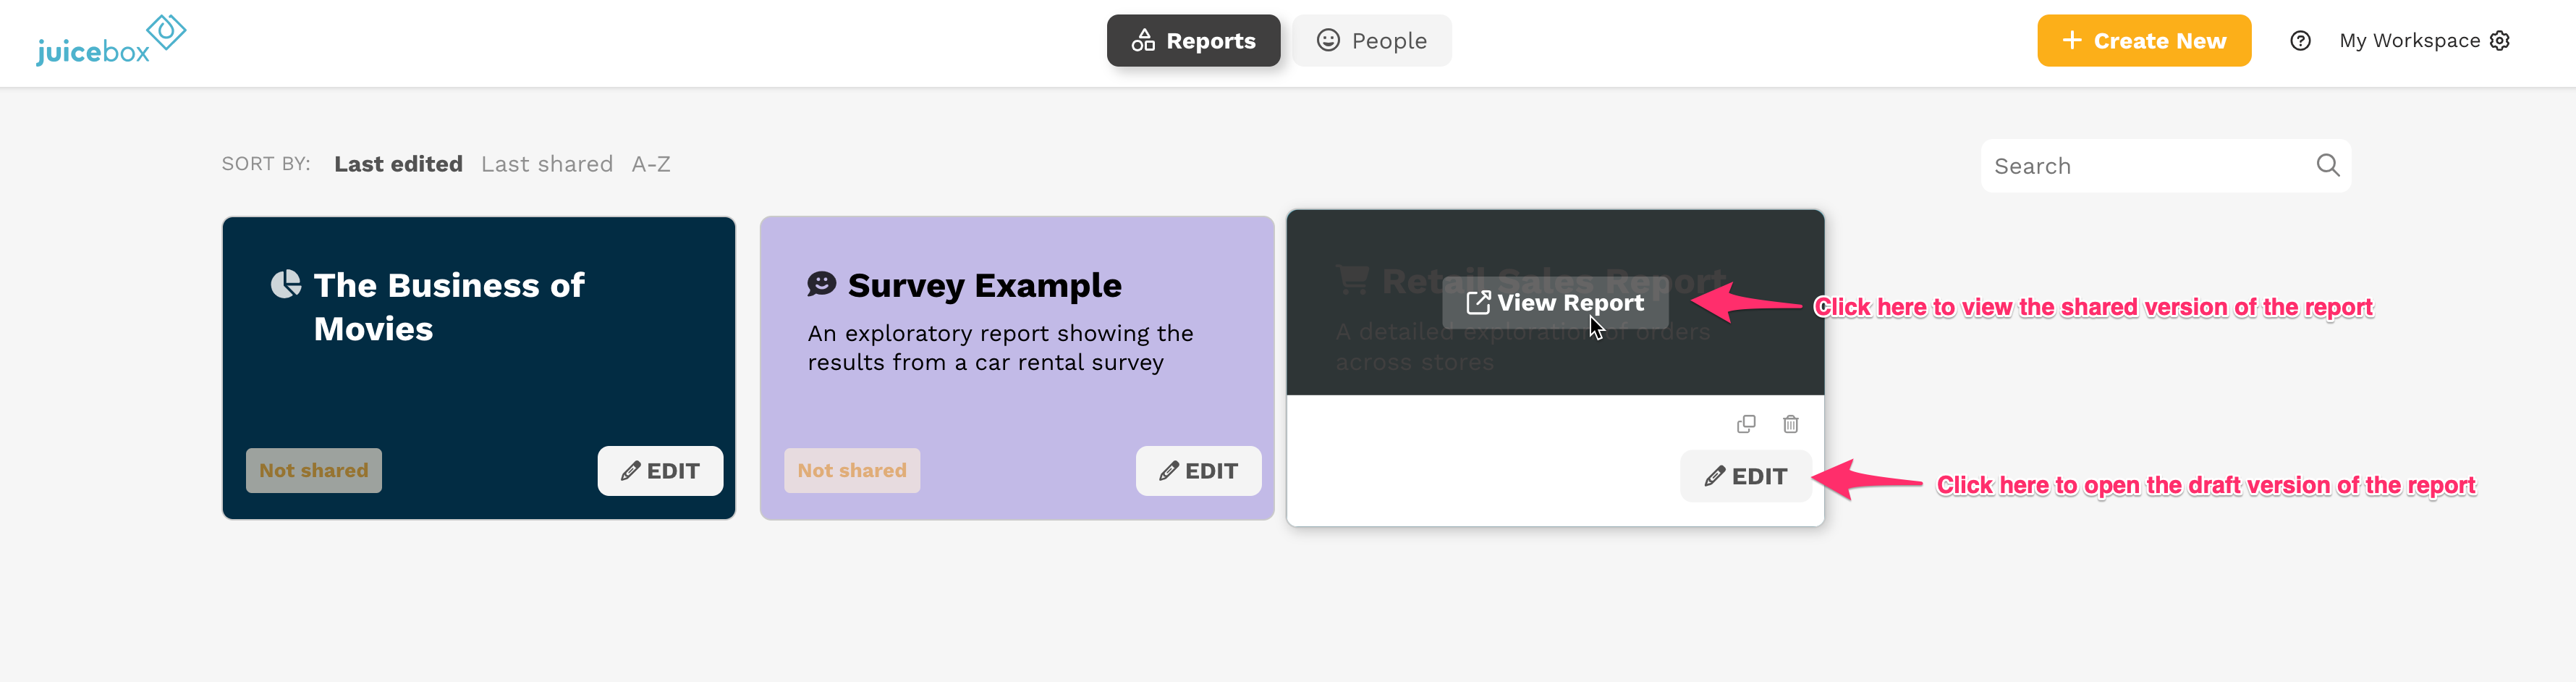 juicebox
Reports
People
+ Create New
My Workspace
SORT BY: Last edited Last shared A-Z
Search
The Business of
Movies
Not shared
EDIT
Survey Example
An exploratory report showing the
results from a car rental survey
Not shared
EDIT
Retail Sales Report
A detailed exploration of orders
across stores
View Report
Click here to view the shared version of the report
EDIT
Click here to open the draft version of the report